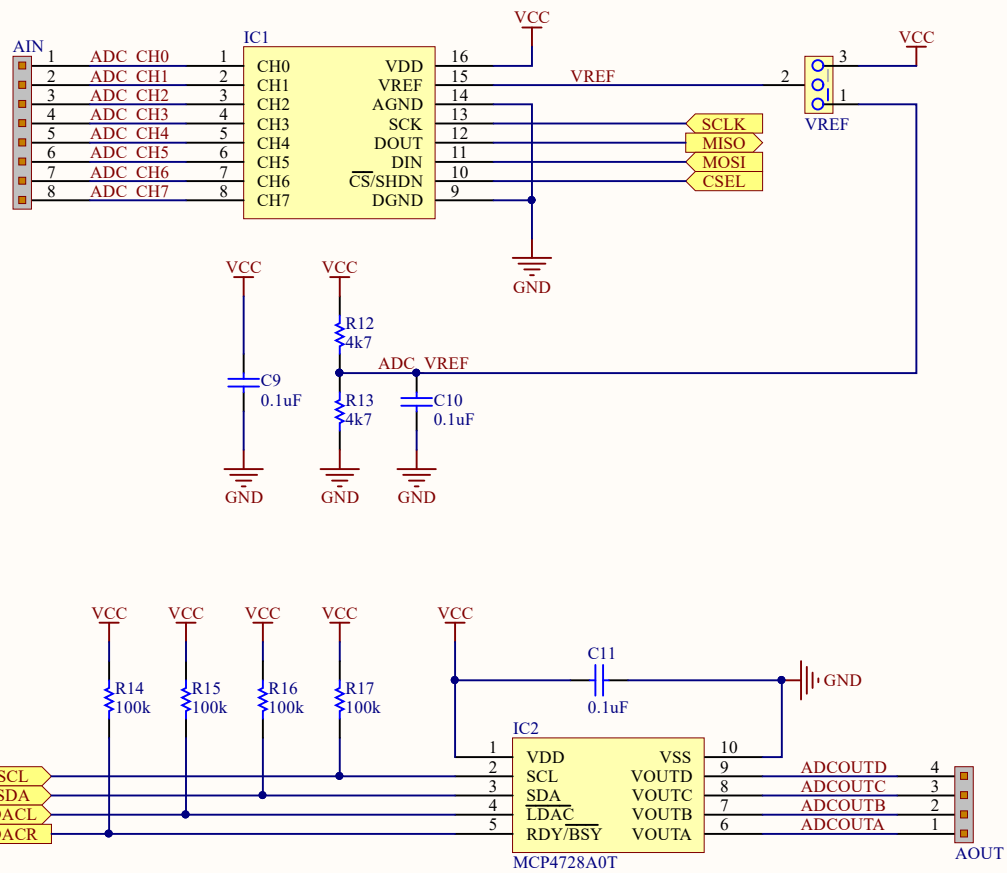 VCC
AIN
IC1
VCC
1 ADC_CH0 1 CH0 VDD 16 3
2 ADC_CH1 2 CH1 VREF 15 VREF 2
3 ADC_CH2 3 CH2 AGND 14 1
4 ADC_CH3 4 CH3 SCK 13 SCLK VREF
5 ADC_CH4 5 CH4 DOUT 12 MISO
6 ADC_CH5 6 CH5 DIN 11 MOSI
7 ADC_CH6 7 CH6 CS/SHDN 10 CSEL
8 ADC_CH7 8 CH7 DGND 9
VCC VCC GND
R12
4k7
ADC_VREF
C9 R13 C10
0.1uF 4k7 0.1uF
GND GND GND
VCC VCC VCC VCC VCC
C11
R14 R15 R16 R17 GND
100k 100k 100k 100k 0.1uF
IC2
1 VDD VSS 10
SCL 2 SCL VOUTD 9 ADCOUTD 4
SDA 3 SDA VOUTC 8 ADCOUTC 3
DACL 4 LDAC VOUTB 7 ADCOUTB 2
DACR 5 RDY/BSY VOUTA 6 ADCOUTA 1
MCP4728A0T AOUT